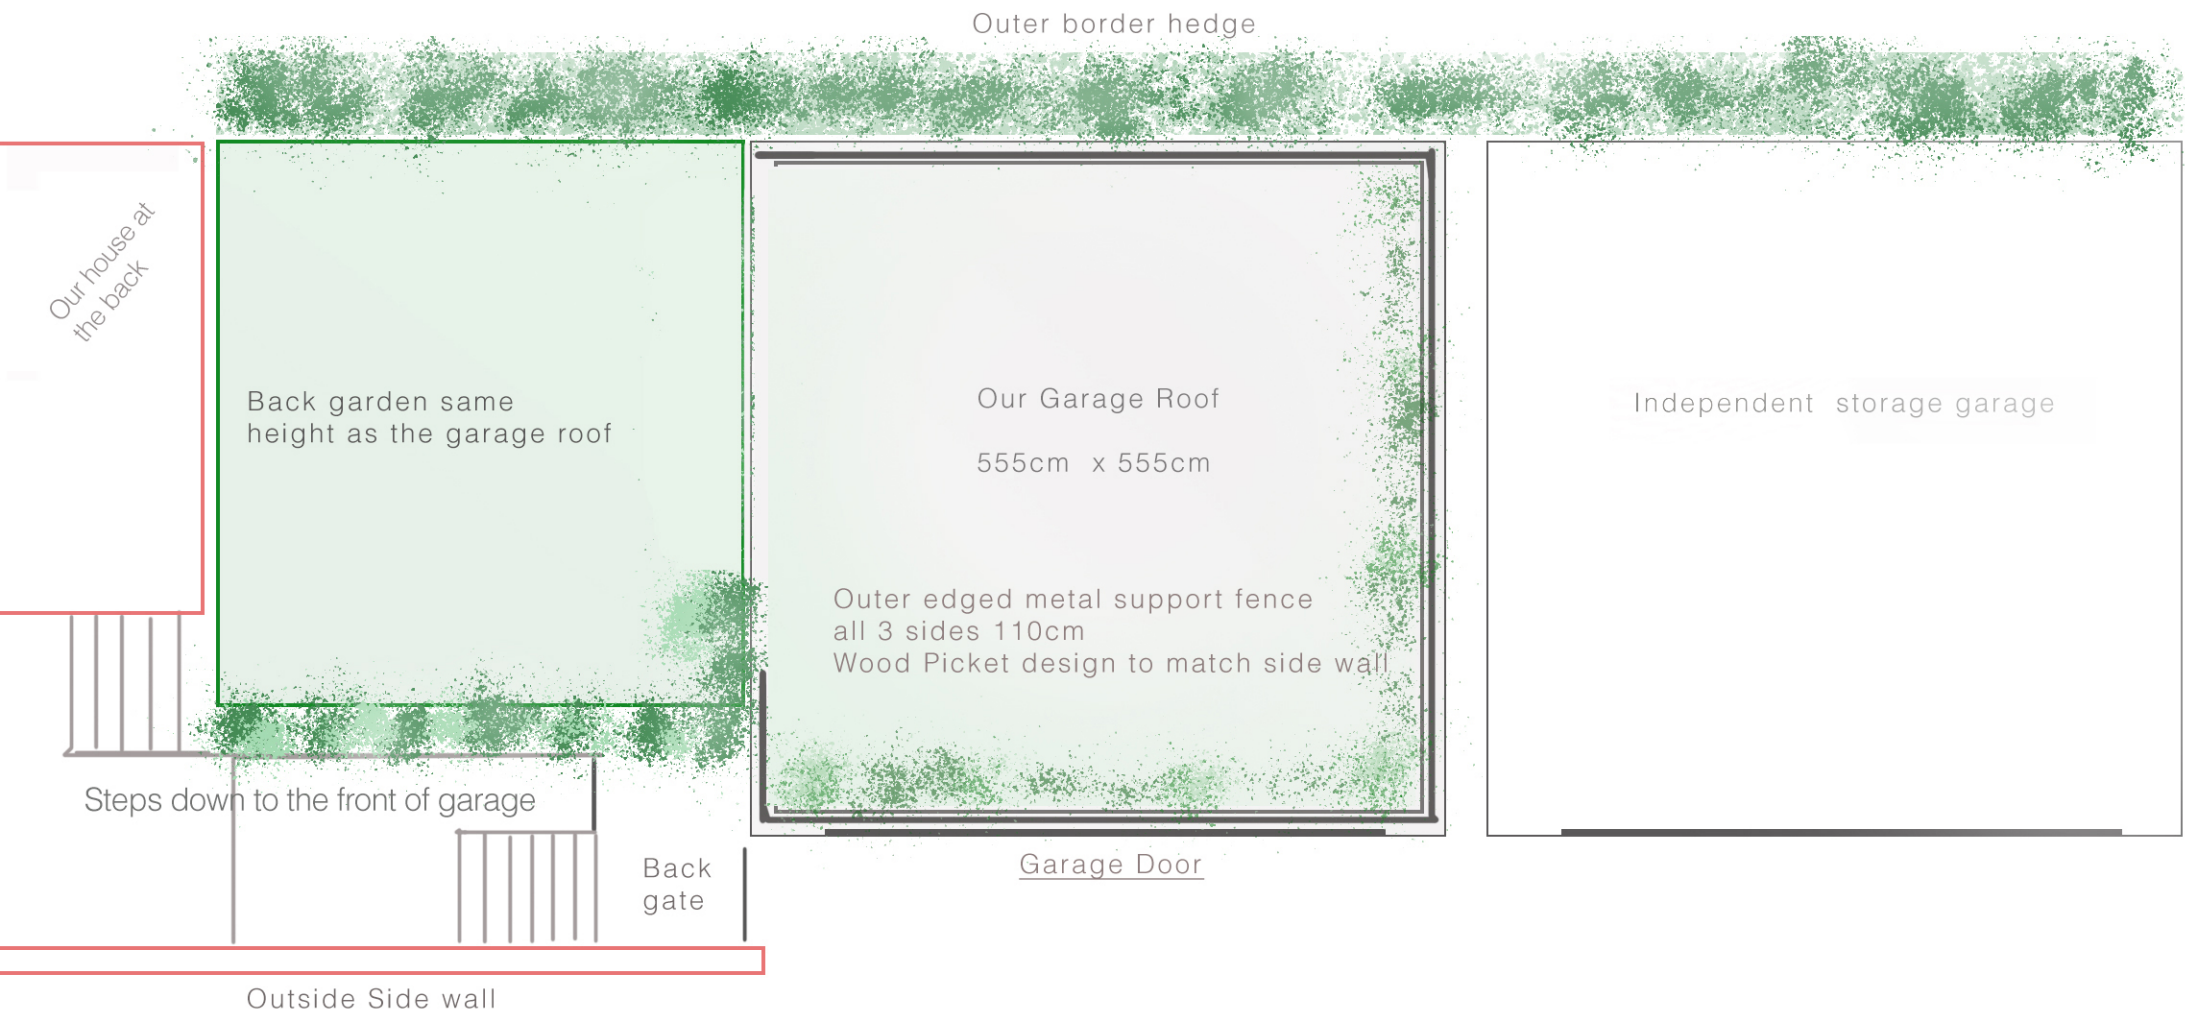 Outer border hedge
Our house at
the back
Back garden same
height as the garage roof
Our Garage Roof
555cm x 555cm
Independent storage garage
Outer edged metal support fence
all 3 sides 110cm
Wood Picket design to match side wall
Steps down to the front of garage
Back
gate
Garage Door
Outside Side wall